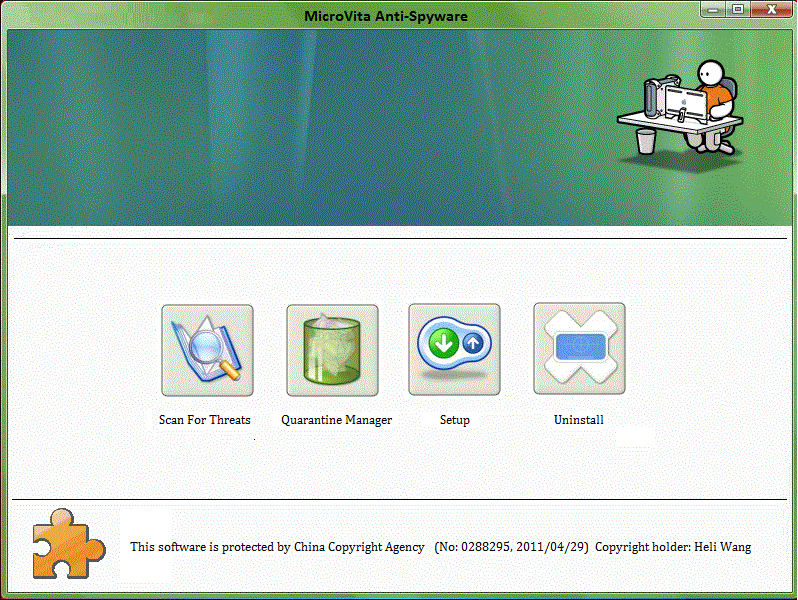 MicroVita Anti-Spyware
Scan For Threats
Quarantine Manager
Setup
Uninstall
This software is protected by China Copyright Agency (No: 0288295, 2011/04/29) Copyright holder: Heli Wang